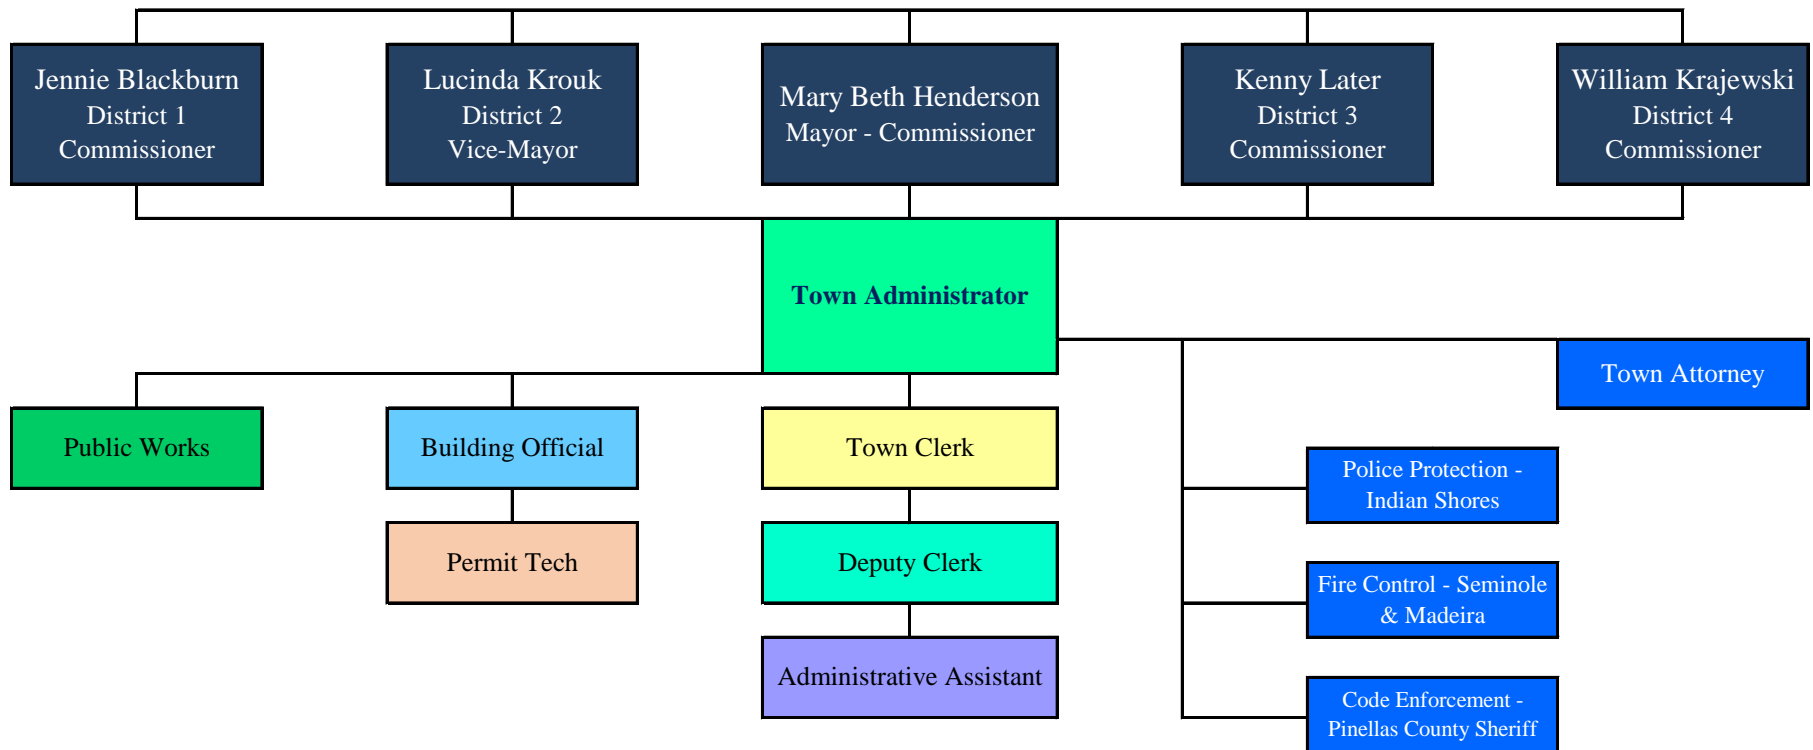 Jennie Blackburn
District 1
Commissioner
Lucinda Krouk
District 2
Vice-Mayor
Mary Beth Henderson
Mayor - Commissioner
Kenny Later
District 3
Commissioner
William Krajewski
District 4
Commissioner
Town Administrator
Town Attorney
Public Works
Building Official
Town Clerk
Police Protection -
Indian Shores
Permit Tech
Deputy Clerk
Fire Control - Seminole
& Madeira
Administrative Assistant
Code Enforcement -
Pinellas County Sheriff